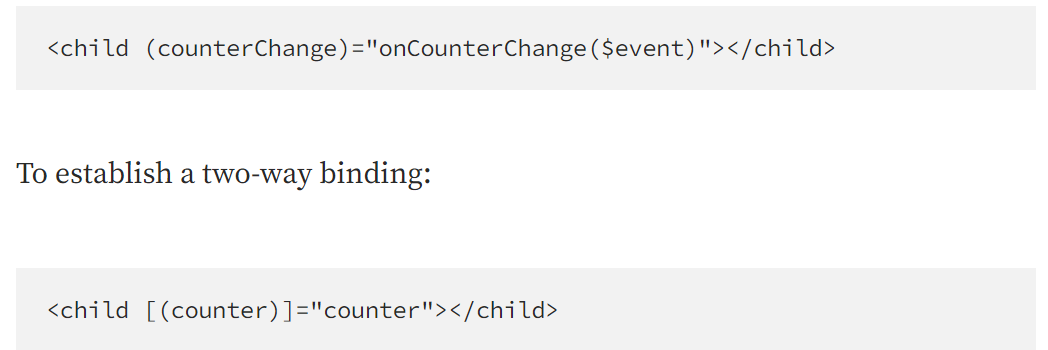 <child (counterChange)="onCounterChange($event)"></child>
To establish a two-way binding:
<child [(counter)]="counter"></child>